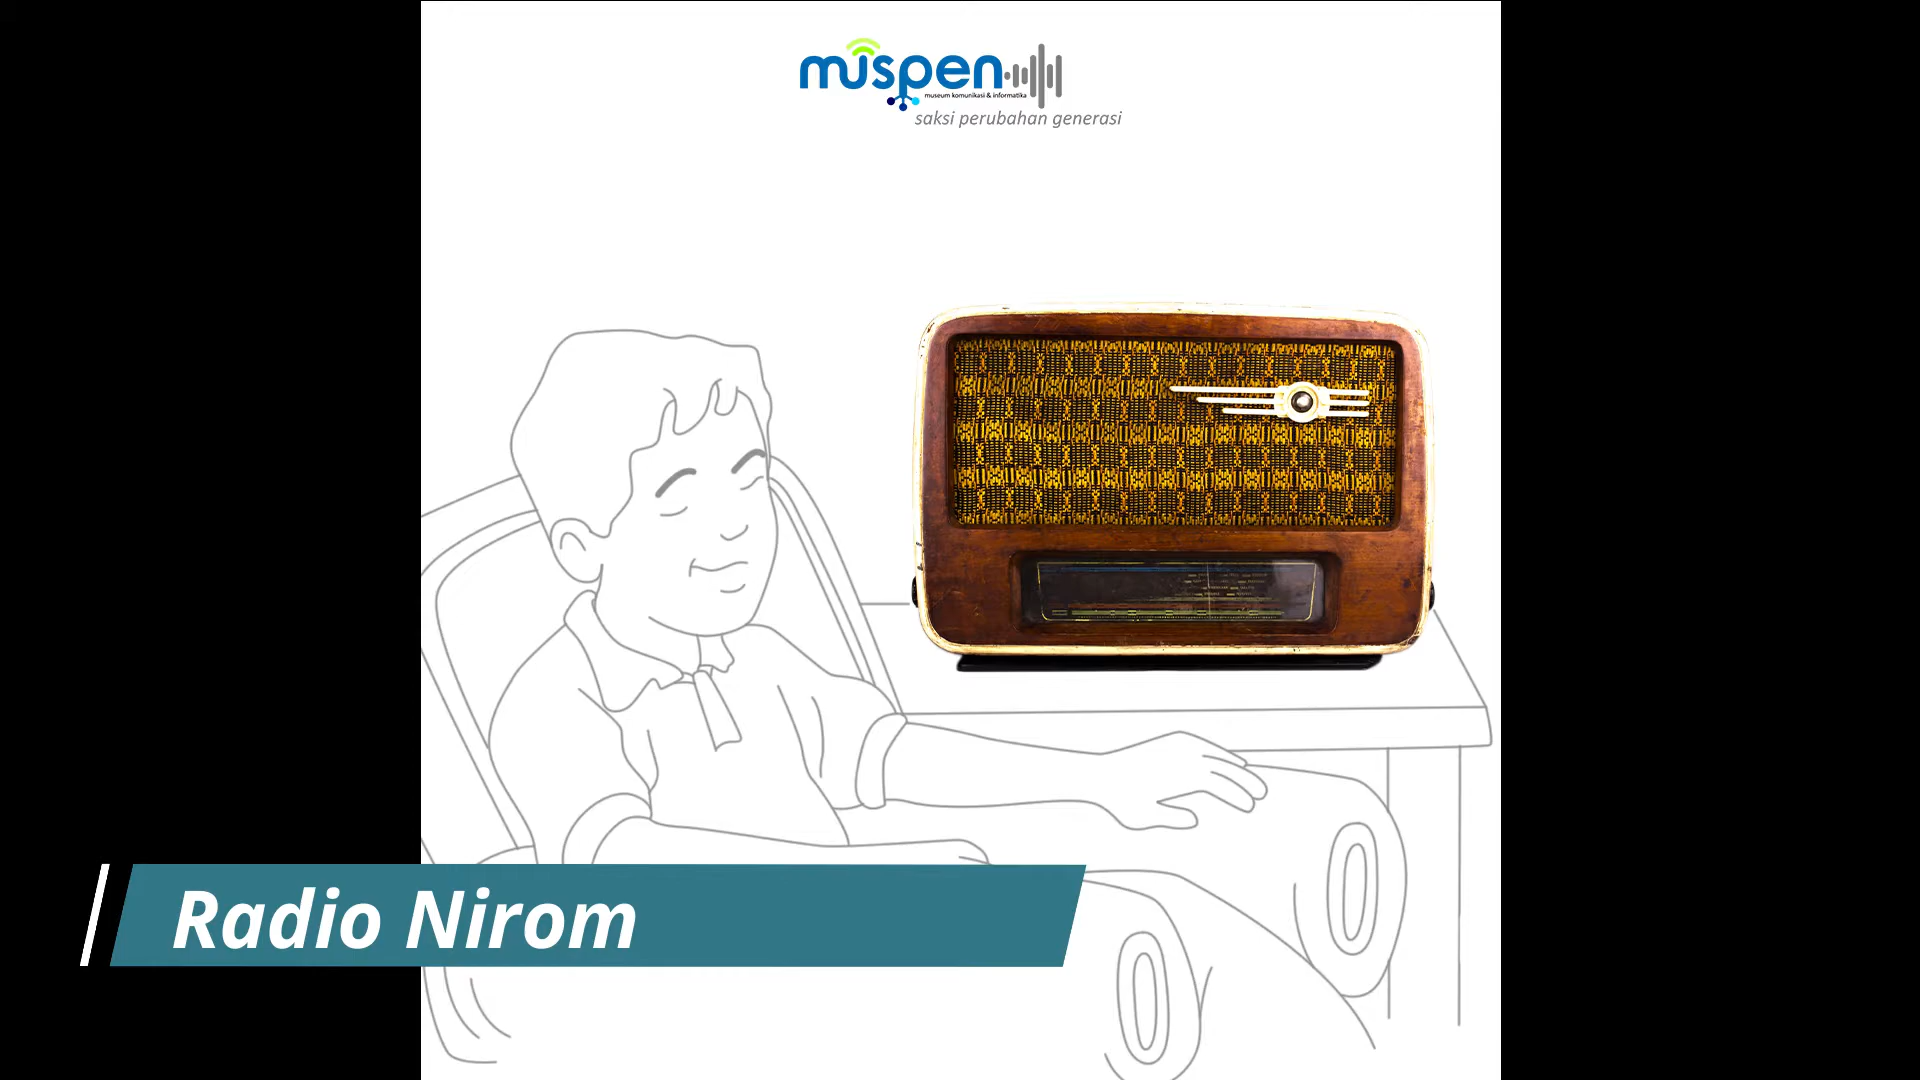 muspen
museum komunikasi & informatika
saksi perubahan generasi
Radio Nirom